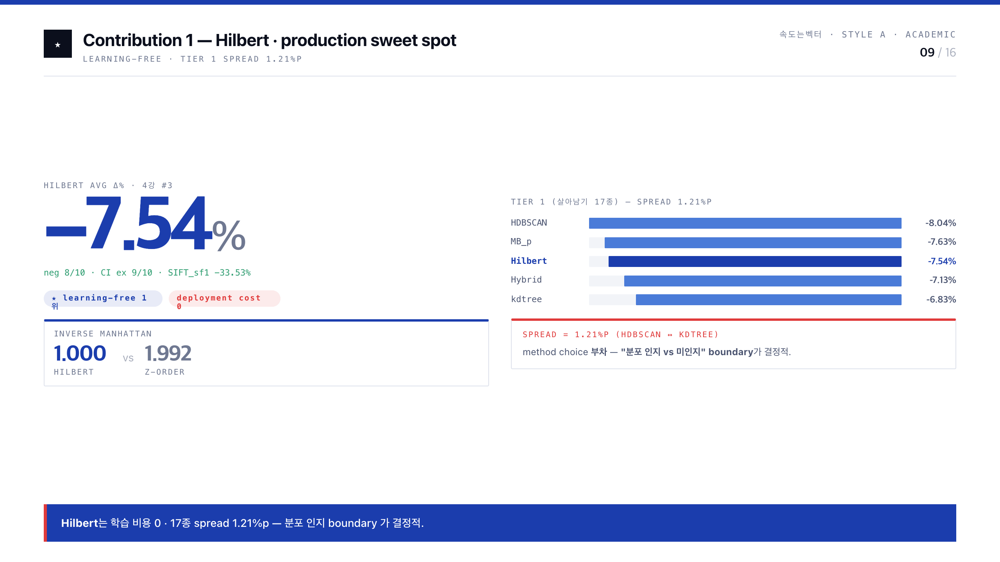 ★
Contribution 1 — Hilbert · production sweet spot
LEARNING-FREE · TIER 1 SPREAD 1.21%P
속도는벡터 · STYLE A · ACADEMIC
09 / 16
HILBERT AVG Δ% · 4강 #3
−7.54%
neg 8/10 · CI ex 9/10 · SIFT_sf1 −33.53%
★ learning-free 1
위
deployment cost
0
INVERSE MANHATTAN
1.000 vs 1.992
HILBERT Z-ORDER
TIER 1 (살아남기 17종) — SPREAD 1.21%P
HDBSCAN -8.04%
MB_p -7.63%
Hilbert -7.54%
Hybrid -7.13%
kdtree -6.83%
SPREAD = 1.21%P (HDBSCAN ↔ KDTREE)
method choice 부차 — "분포 인지 vs 미인지" boundary가 결정적.
Hilbert는 학습 비용 0 · 17종 spread 1.21%p — 분포 인지 boundary 가 결정적.